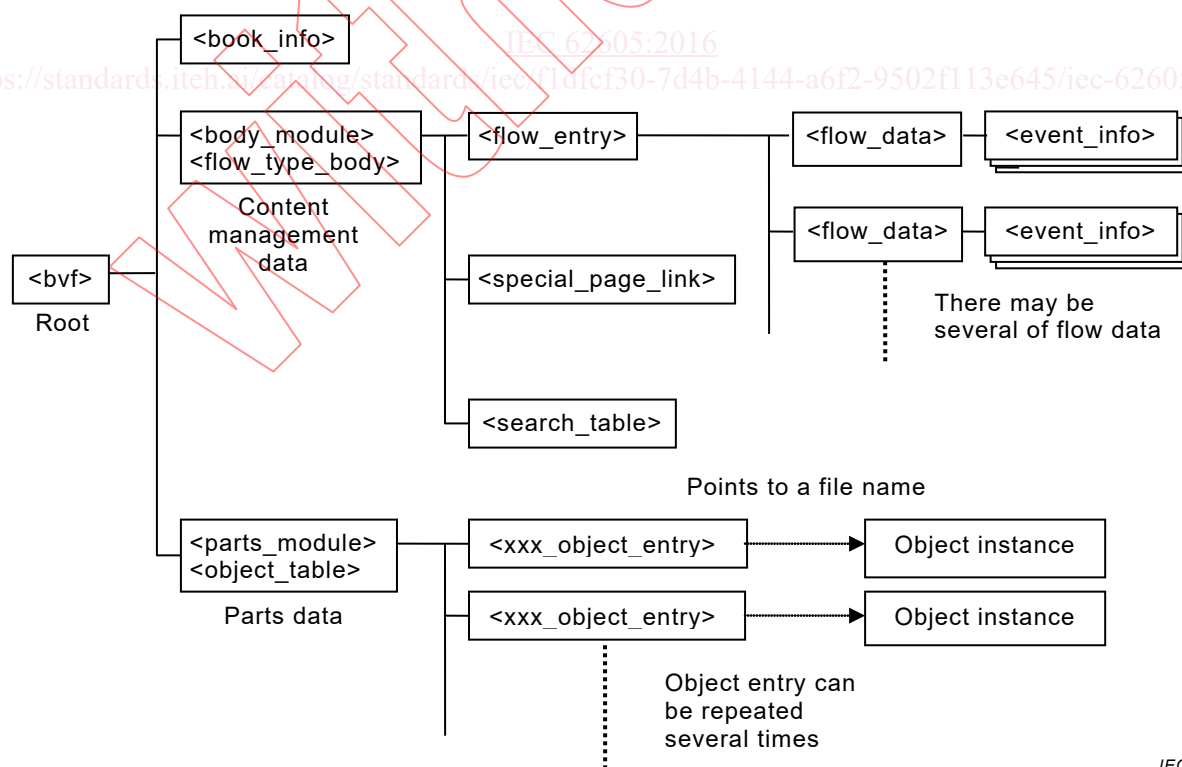 <book_info>
IEC 62605:2016
ps://standards.iteh.ai/catalog/standards/iec/f1dfcf30-7d4b-4144-a6f2-9502f113e645/iec-6260
<body_module>
<flow_type_body>
<flow_entry>
<flow_data>
<event_info>
Content
management
data
<flow_data>
<event_info>
<bvf>
Root
<special_page_link>
There may be
several of flow data
<search_table>
Points to a file name
<parts_module>
<object_table>
<xxx_object_entry>
Object instance
Parts data
<xxx_object_entry>
Object instance
Object entry can
be repeated
several times
IEC